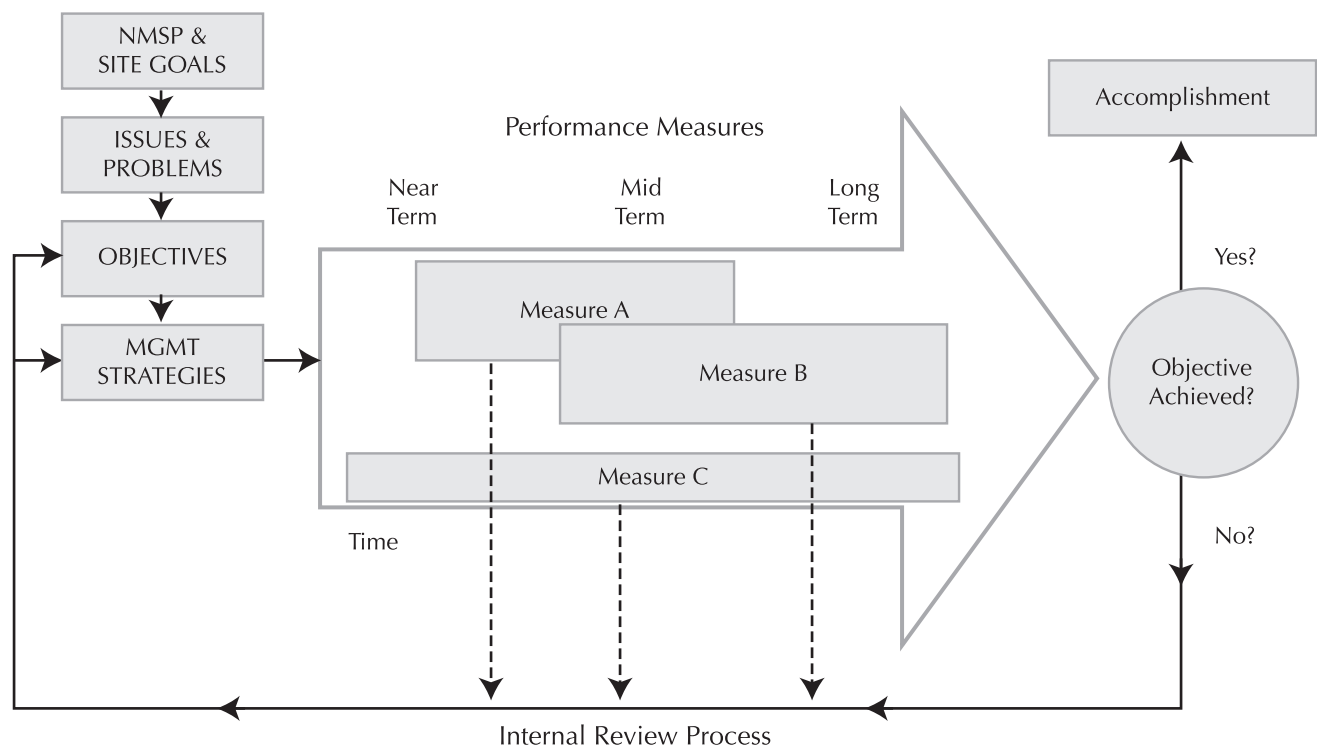 NMSP &
SITE GOALS
ISSUES &
PROBLEMS
OBJECTIVES
MGMT
STRATEGIES
Performance Measures
Near
Term
Mid
Term
Long
Term
Measure A
Measure B
Measure C
Time
Accomplishment
Yes?
Objective
Achieved?
No?
Internal Review Process